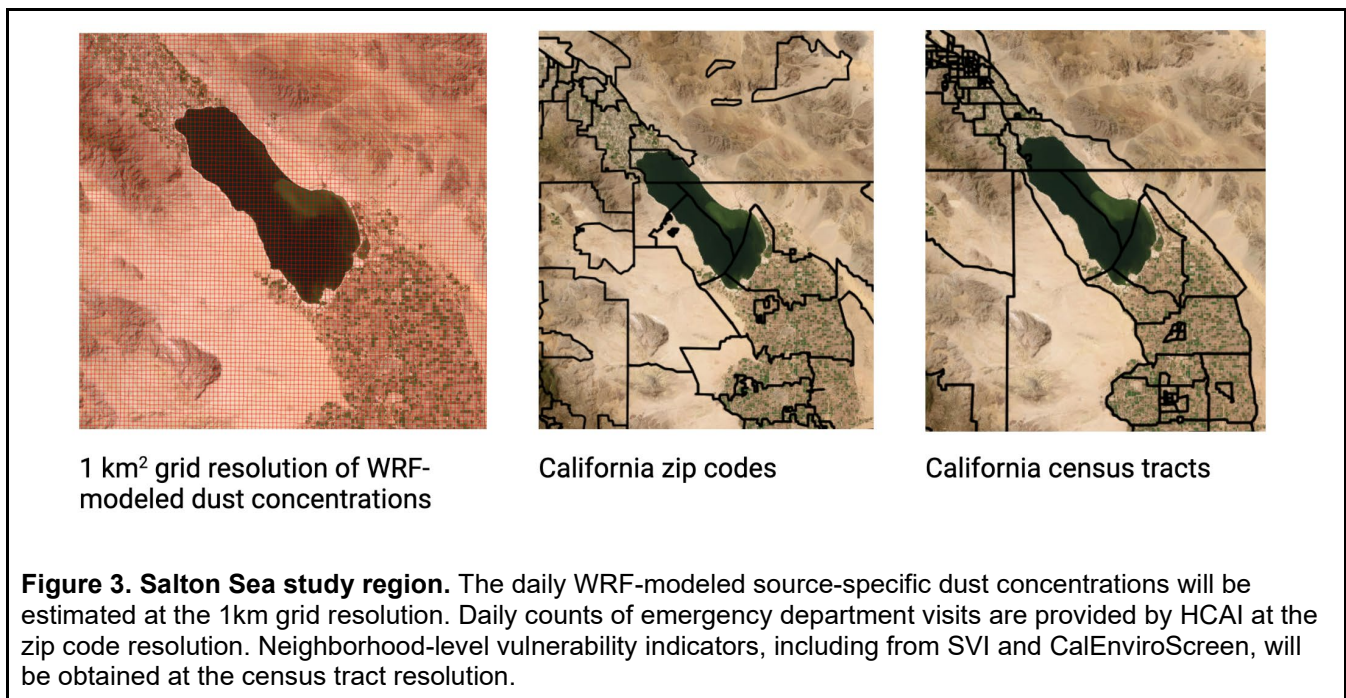 1 km² grid resolution of WRF-
modeled dust concentrations
California zip codes
California census tracts
Figure 3. Salton Sea study region. The daily WRF-modeled source-specific dust concentrations will be
estimated at the 1km grid resolution. Daily counts of emergency department visits are provided by HCAI at the
zip code resolution. Neighborhood-level vulnerability indicators, including from SVI and CalEnviroScreen, will
be obtained at the census tract resolution.